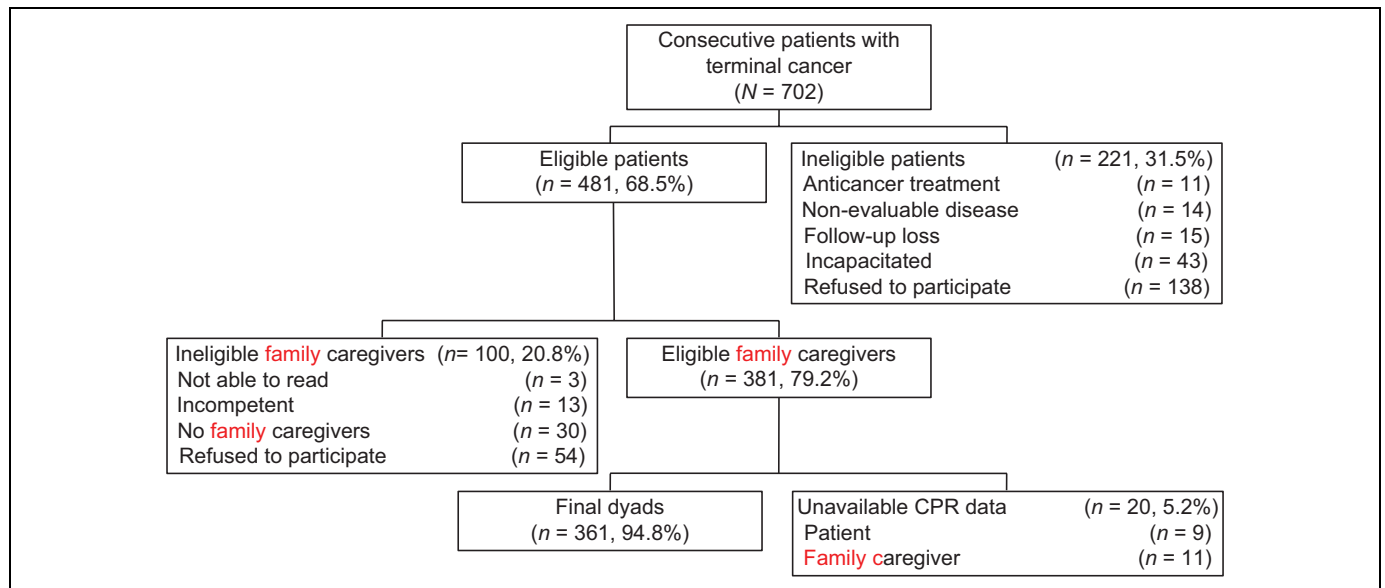 Consecutive patients with
terminal cancer
(N = 702)
Eligible patients
(n = 481, 68.5%)
Ineligible patients (n = 221, 31.5%)
Anticancer treatment (n = 11)
Non-evaluable disease (n = 14)
Follow-up loss (n = 15)
Incapacitated (n = 43)
Refused to participate (n = 138)
Ineligible family caregivers (n= 100, 20.8%)
Not able to read (n = 3)
Incompetent (n = 13)
No family caregivers (n = 30)
Refused to participate (n = 54)
Eligible family caregivers
(n = 381, 79.2%)
Final dyads
(n = 361, 94.8%)
Unavailable CPR data (n = 20, 5.2%)
Patient (n = 9)
Family caregiver (n = 11)